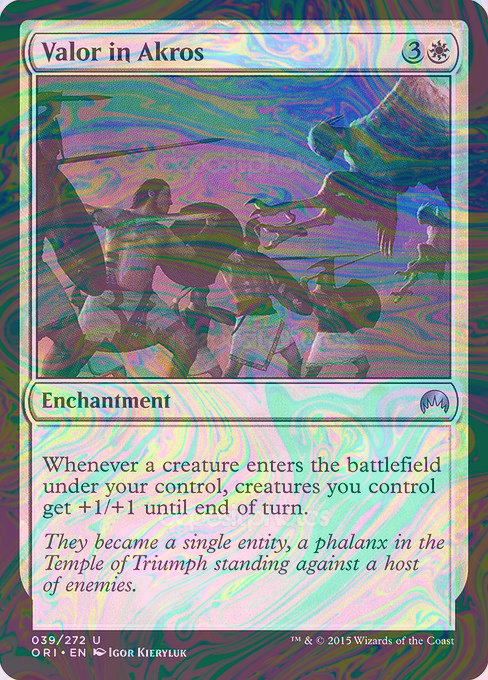 Valor in Akros 3
Enchantment
Whenever a creature enters the battlefield
under your control, creatures you control
get +1/+1 until end of turn.
They became a single entity, a phalanx in the
Temple of Triumph standing against a host
of enemies.
039/272 U
ORI • EN Igor Kieryluk
™ & © 2015 Wizards of the Coast